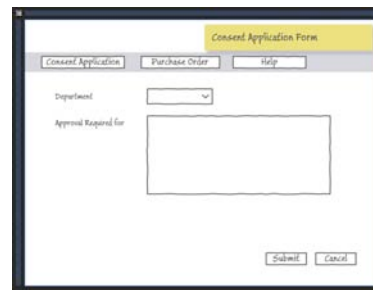 Consent Application Form
Consent Application Purchase Order Help
Department
Approval Required for
Submit Cancel